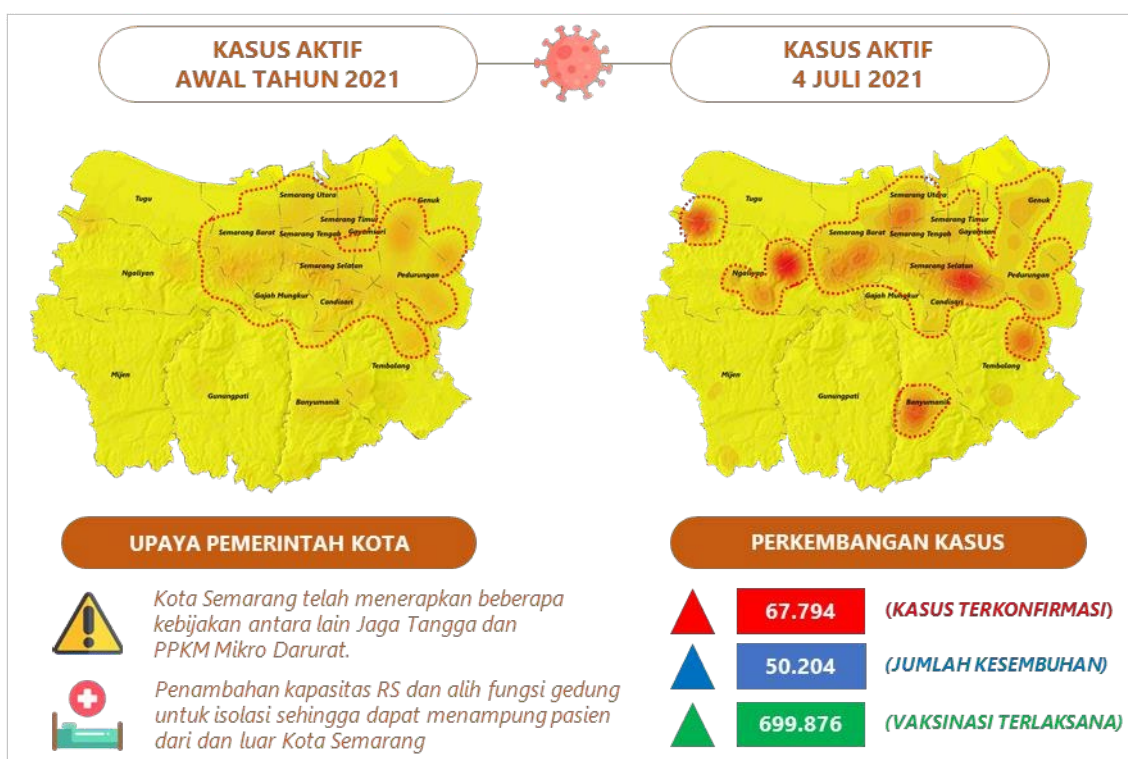 KASUS AKTIF
AWAL TAHUN 2021
KASUS AKTIF
4 JULI 2021
Tugu
Semarang Utara
Genuk
Semarang Timur
Semarang Barat
Semarang Tengah
Gayamsari
Ngaliyan
Semarang Selatan
Pedurungan
Gajah Mungkur
Candisari
Mijen
Tembalang
Gunungpati
Banyumanik
Tugu
Semarang Utara
Genuk
Semarang Timur
Semarang Barat
Semarang Tengah
Gayamsari
Ngaliyan
Semarang Selatan
Pedurungan
Gajah Mungkur
Candisari
Mijen
Tembalang
Gunungpati
Banyumanik
UPAYA PEMERINTAH KOTA
Kota Semarang telah menerapkan beberapa
kebijakan antara lain Jaga Tangga dan
PPKM Mikro Darurat.
Penambahan kapasitas RS dan alih fungsi gedung
untuk isolasi sehingga dapat menampung pasien
dari dan luar Kota Semarang
PERKEMBANGAN KASUS
67.794 (KASUS TERKONFIRMASI)
50.204 (JUMLAH KESEMBUHAN)
699.876 (VAKSINASI TERLAKSANA)